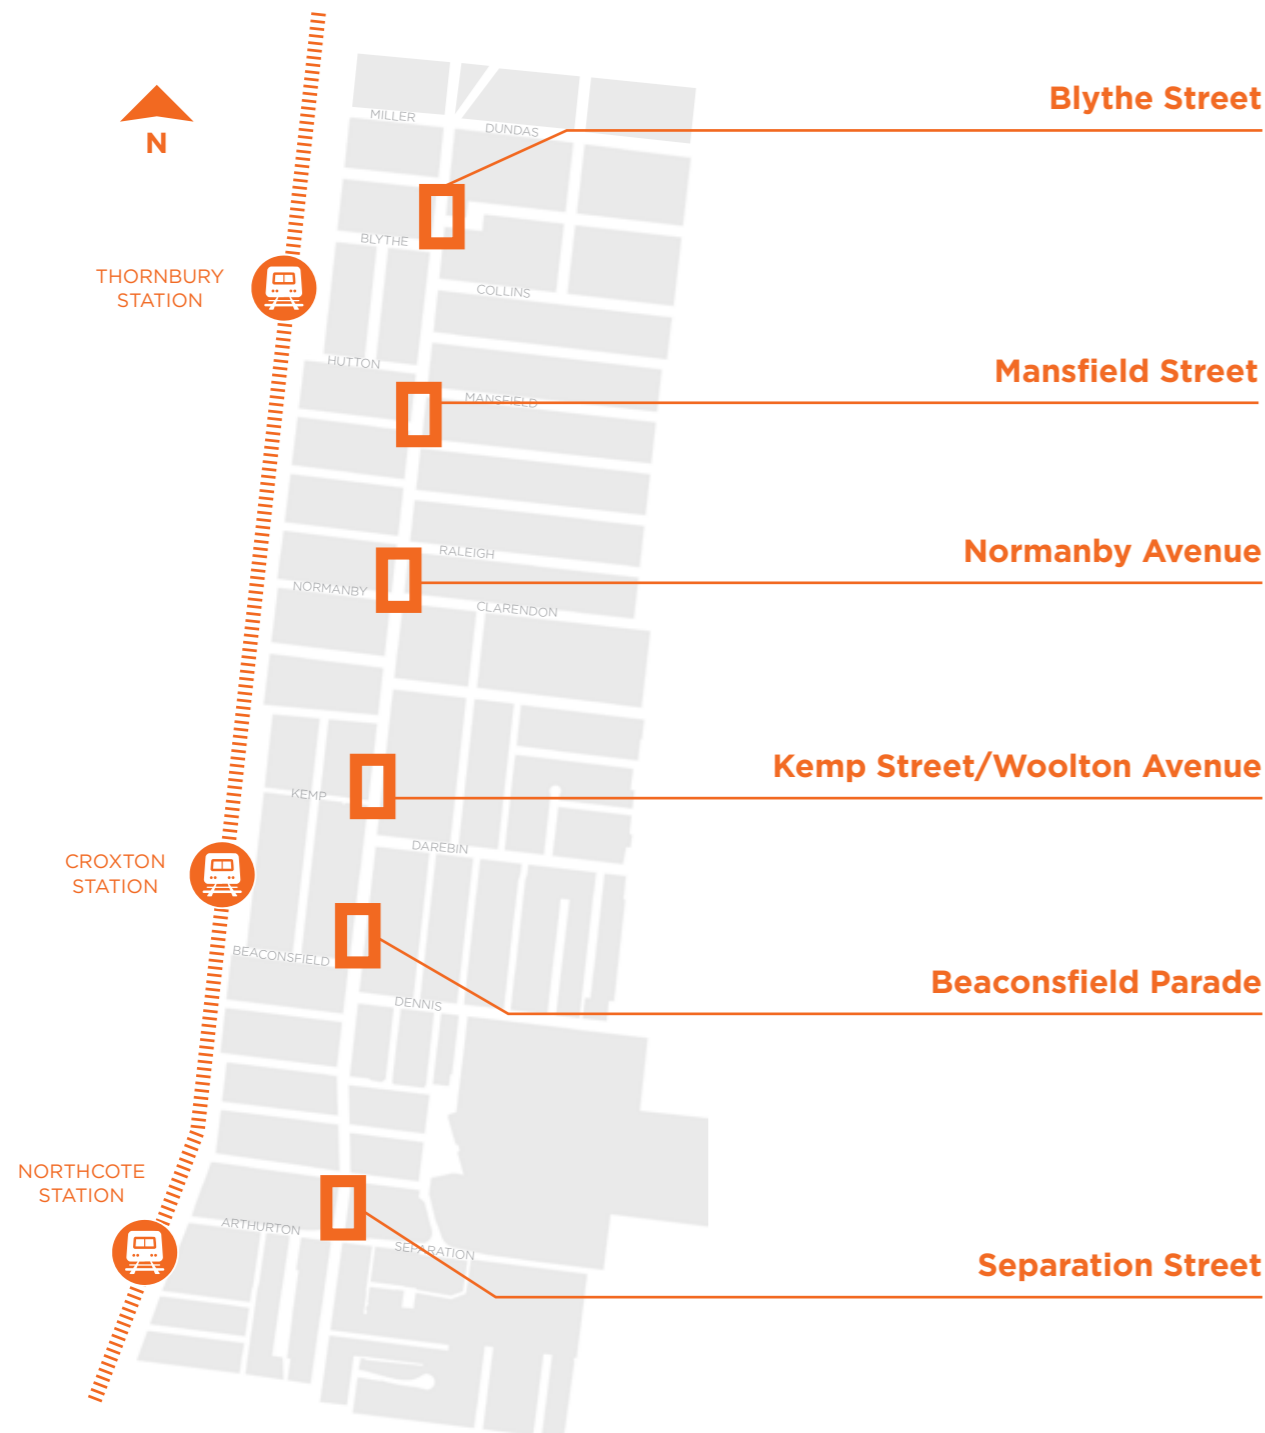 Blythe Street
MILLER
DUNDAS
N
BLYTHE
THORNBURY
STATION
COLLINS
HUTTON
Mansfield Street
MANSFIELD
Normanby Avenue
RALEIGH
NORMANBY
CLARENDON
Kemp Street/Woolton Avenue
KEMP
DAREBIN
CROXTON
STATION
BEACONSFIELD
Beaconsfield Parade
DENNIS
NORTHCOTE
STATION
ARTHURTON
SEPARATION
Separation Street